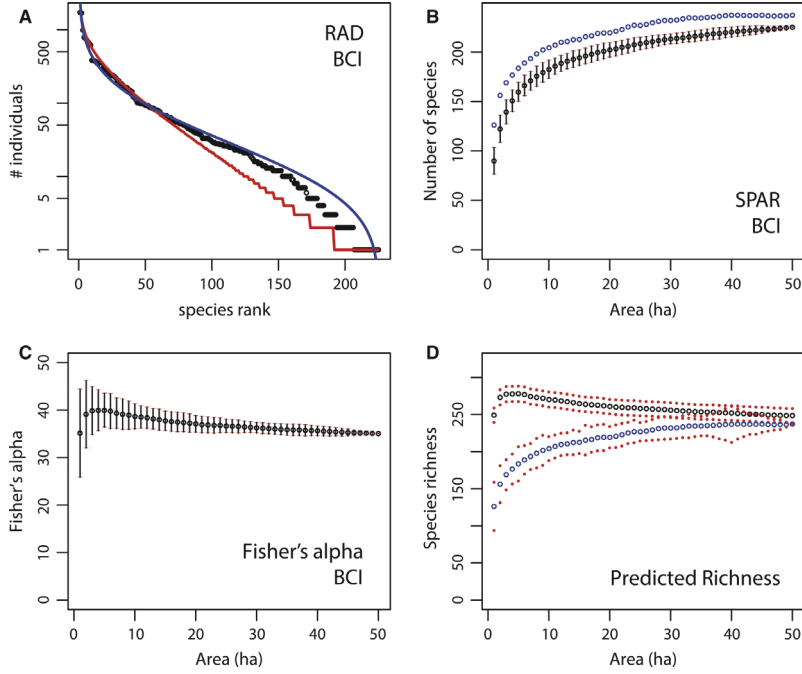 A
RAD
BCI
500
50
5
1
# individuals
0
50
100
150
200
species rank
B
200
150
100
50
0
Number of species
SPAR
BCI
0
10
20
30
40
50
Area (ha)
C
50
40
30
20
10
0
Fisher's alpha
Fisher's alpha
BCI
0
10
20
30
40
50
Area (ha)
D
250
150
50
0
Species richness
Predicted Richness
0
10
20
30
40
50
Area (ha)